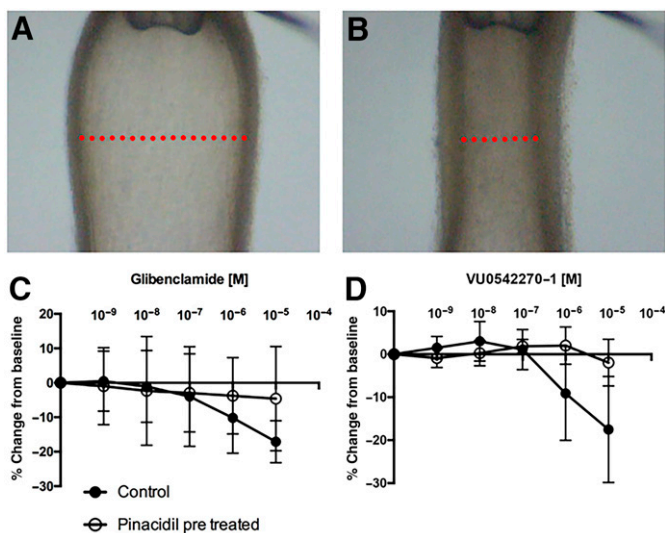 A
B
C
Glibenclamide [M]
10⁻⁹ 10⁻⁸ 10⁻⁷ 10⁻⁶ 10⁻⁵ 10⁻⁴
20
10
0
−10
−20
−30
% Change from baseline
Control
Pinacidil pre treated
D
VU0542270−1 [M]
10⁻⁹ 10⁻⁸ 10⁻⁷ 10⁻⁶ 10⁻⁵ 10⁻⁴
10
0
−10
−20
−30
% Change from baseline